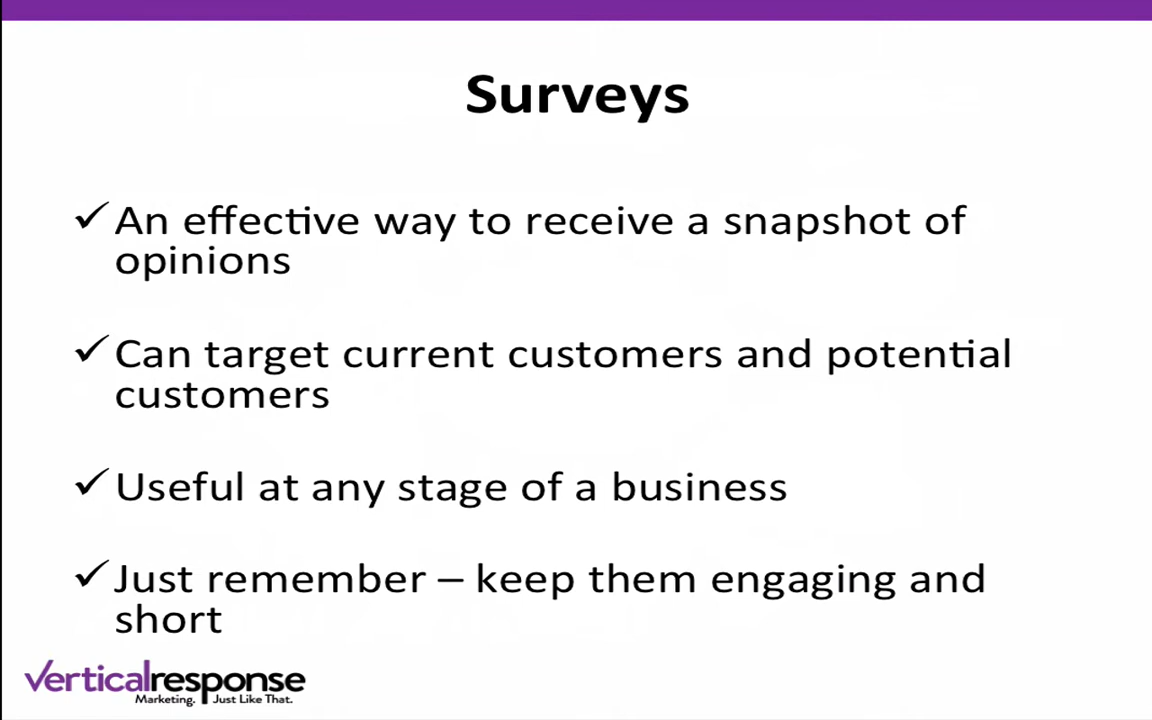 Surveys
✓ An effective way to receive a snapshot of
opinions
✓ Can target current customers and potential
customers
✓ Useful at any stage of a business
✓ Just remember – keep them engaging and
short
verticalresponse
Marketing. Just Like That.